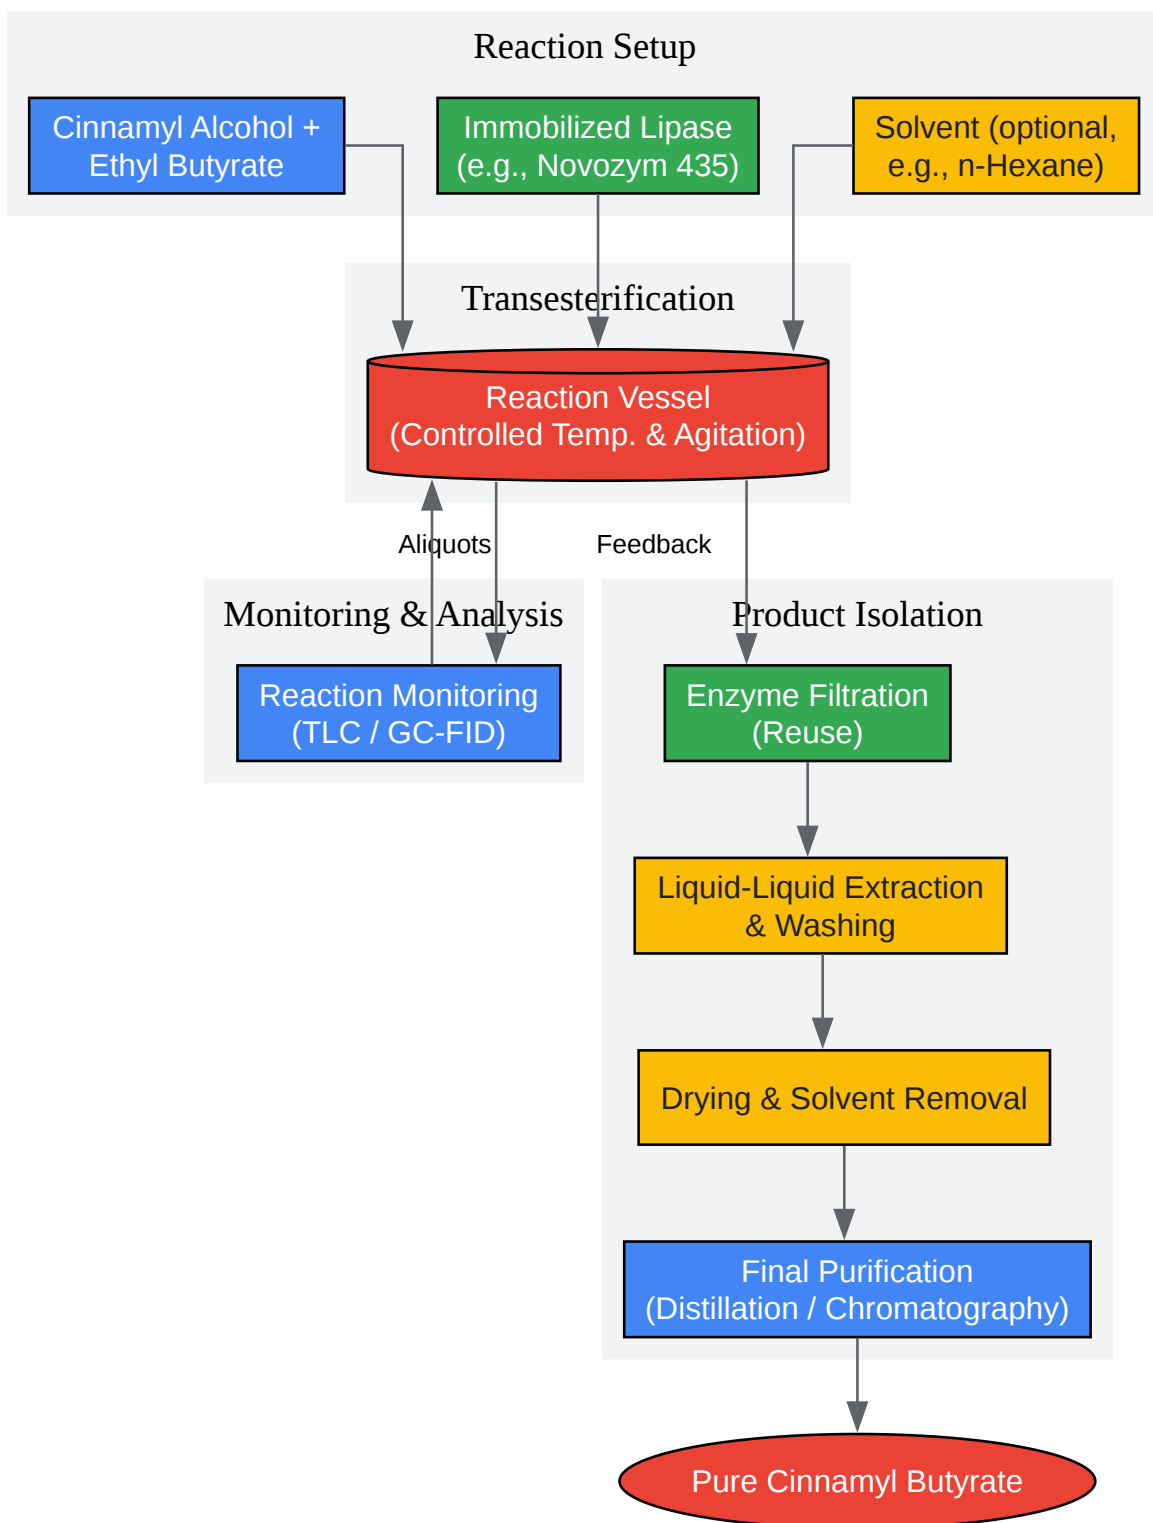 Reaction Setup
Cinnamyl Alcohol +
Ethyl Butyrate
Immobilized Lipase
(e.g., Novozym 435)
Solvent (optional,
e.g., n-Hexane)
Transesterification
Reaction Vessel
(Controlled Temp. & Agitation)
Aliquots
Feedback
Monitoring & Analysis
Reaction Monitoring
(TLC / GC-FID)
Product Isolation
Enzyme Filtration
(Reuse)
Liquid-Liquid Extraction
& Washing
Drying & Solvent Removal
Final Purification
(Distillation / Chromatography)
Pure Cinnamyl Butyrate